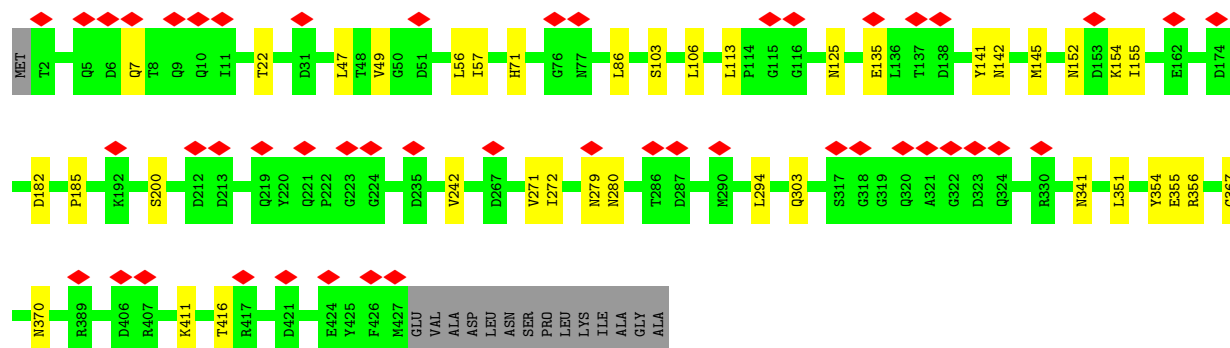 MET T2 Q5 D6 Q7 T8 Q9 Q10 I11 T22 D31 L47 T48 V49 G50 D51 L56 I57 H71 G76 N77 L86 S103 L106 L113 P114 G115 G116 N125 E135 L136 T137 D138 Y141 N142 M145 N152 D153 K154 I155 E162 D174
D182 P185 K192 S200 D212 D213 Q219 Y220 Q221 P222 G223 G224 D235 V242 D267 V271 I272 N279 N280 T286 D287 M290 L294 Q303 S317 G318 G319 Q320 A321 G322 D323 Q324 R330 N341 L351 Y354 E355 R356
N370 R389 D406 R407 K411 T416 R417 D421 E424 Y425 F426 M427 GLU VAL ALA ASP LEU ASN SER PRO LEU LYS ILE ALA GLY ALA